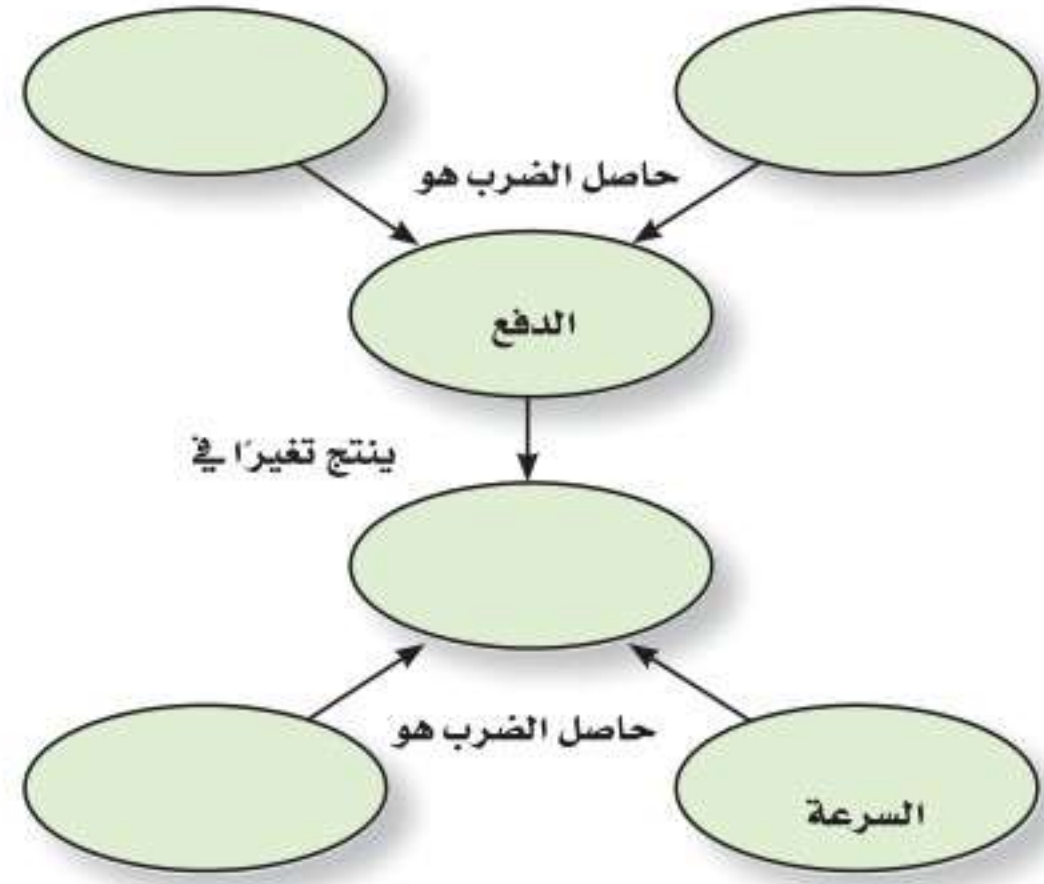 حاصل الضرب هو
الدفع
ينتج تغيرًا في
حاصل الضرب هو
السرعة